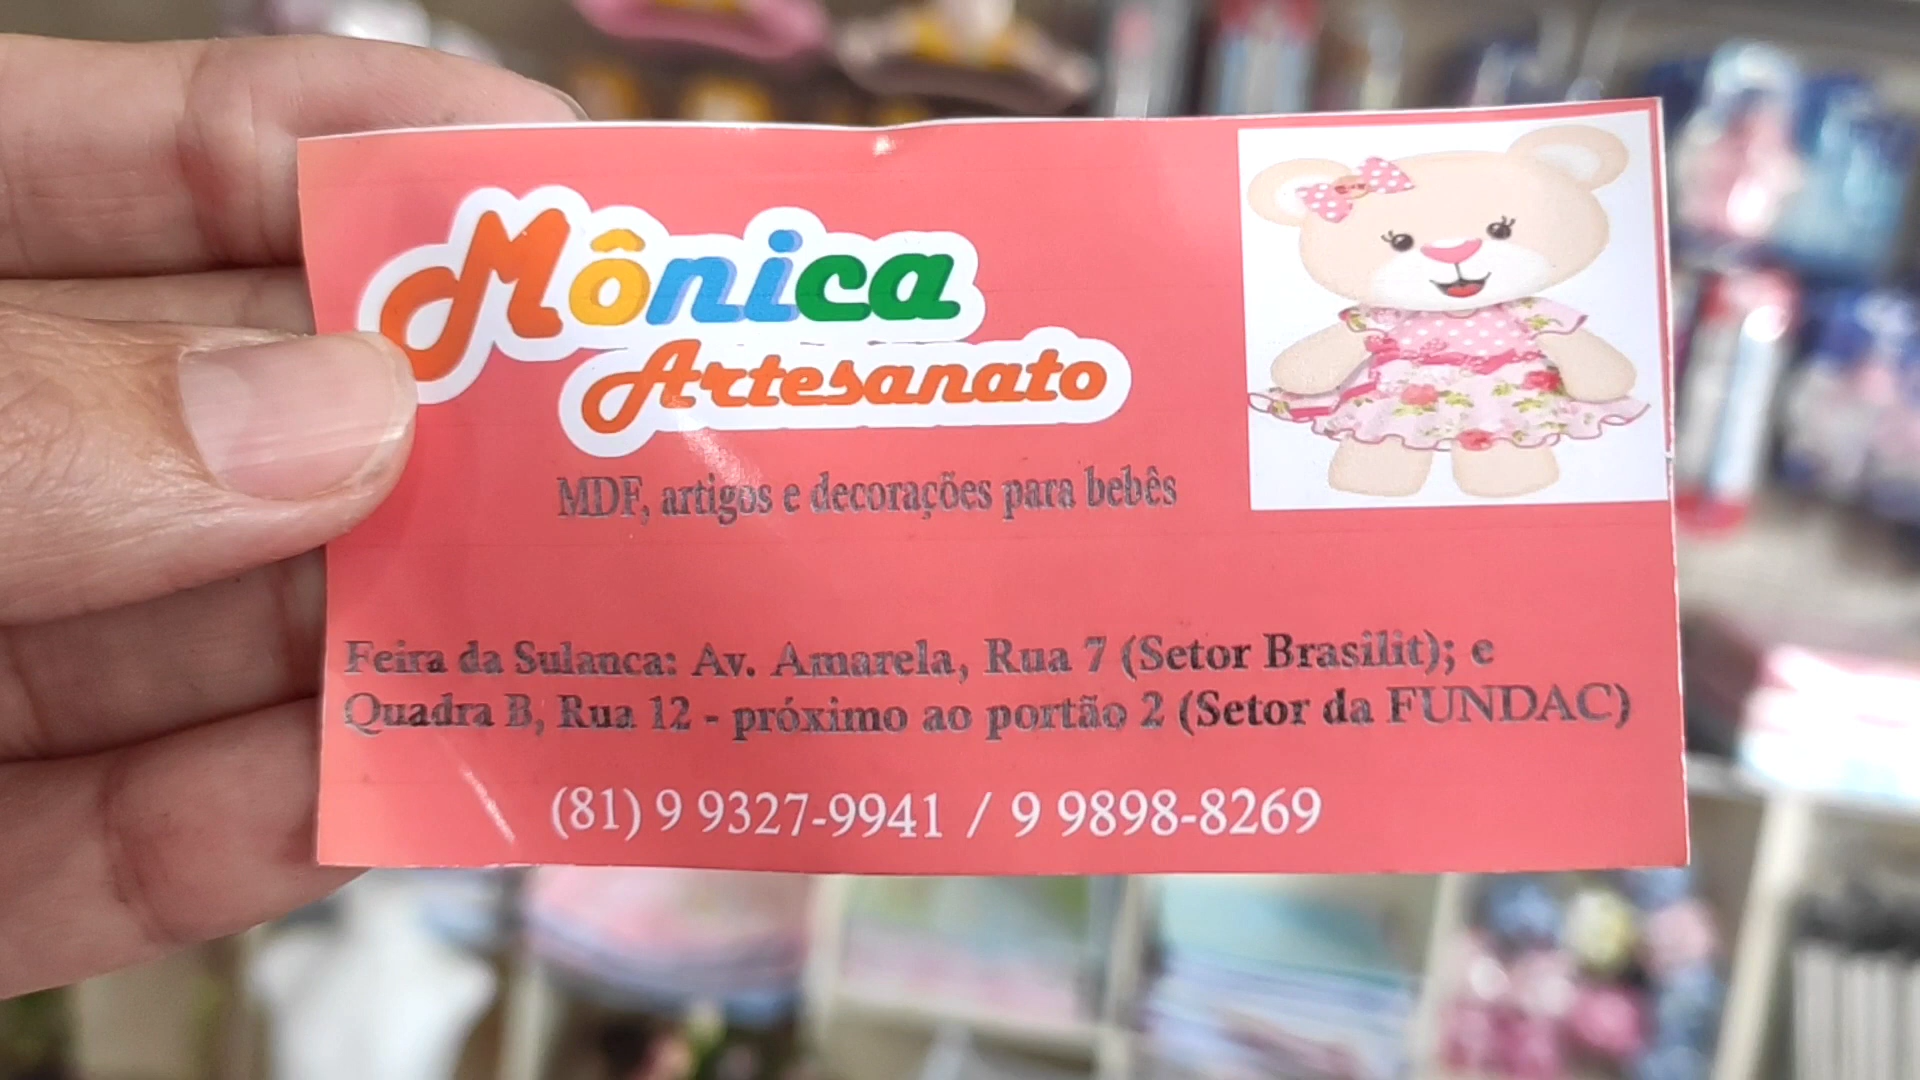 Mônica
Artesanato
MDF, artigos e decorações para bebês
Feira da Sulanca: Av. Amarela, Rua 7 (Setor Brasilit); e
Quadra B, Rua 12 - próximo ao portão 2 (Setor da FUNDAC)
(81) 9 9327-9941 / 9 9898-8269